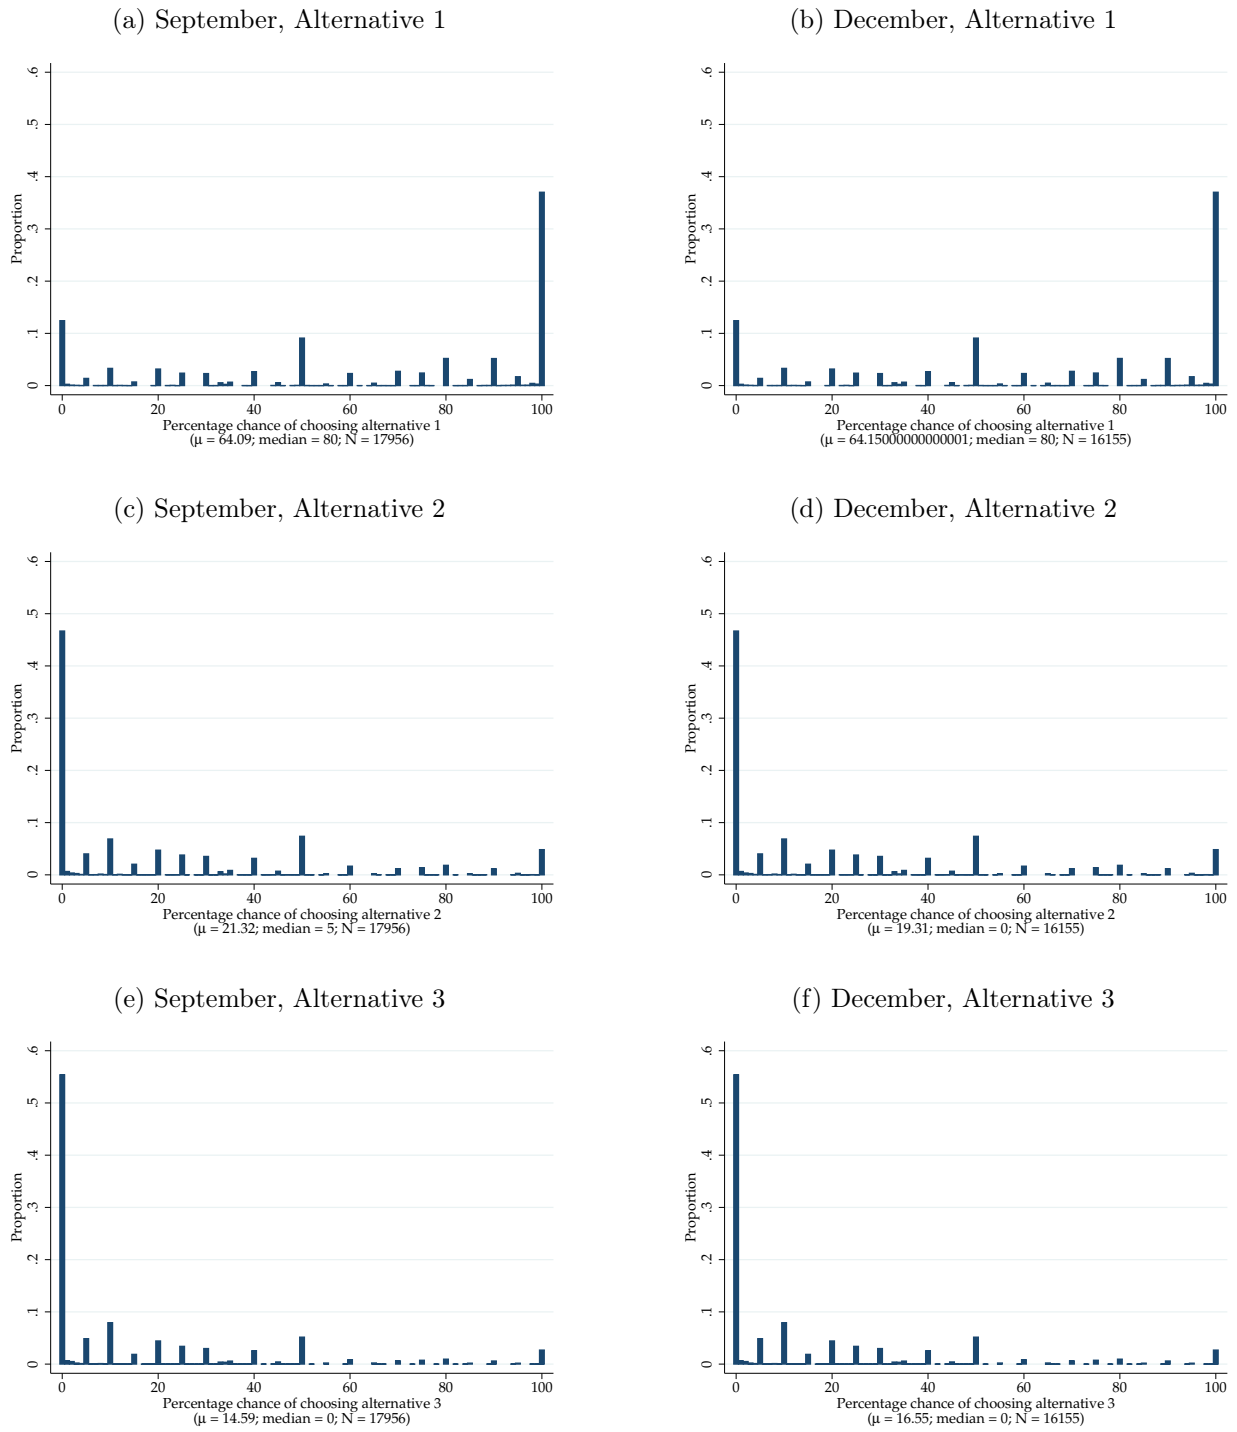 (a) September, Alternative 1
.6
.5
.4
.3
.2
.1
0
Proportion
0 20 40 60 80 100
Percentage chance of choosing alternative 1
(μ = 64.09; median = 80; N = 17956)
(b) December, Alternative 1
.6
.5
.4
.3
.2
.1
0
Proportion
0 20 40 60 80 100
Percentage chance of choosing alternative 1
(μ = 64.15000000000001; median = 80; N = 16155)
(c) September, Alternative 2
.6
.5
.4
.3
.2
.1
0
Proportion
0 20 40 60 80 100
Percentage chance of choosing alternative 2
(μ = 21.32; median = 5; N = 17956)
(d) December, Alternative 2
.6
.5
.4
.3
.2
.1
0
Proportion
0 20 40 60 80 100
Percentage chance of choosing alternative 2
(μ = 19.31; median = 0; N = 16155)
(e) September, Alternative 3
.6
.5
.4
.3
.2
.1
0
Proportion
0 20 40 60 80 100
Percentage chance of choosing alternative 3
(μ = 14.59; median = 0; N = 17956)
(f) December, Alternative 3
.6
.5
.4
.3
.2
.1
0
Proportion
0 20 40 60 80 100
Percentage chance of choosing alternative 3
(μ = 16.55; median = 0; N = 16155)